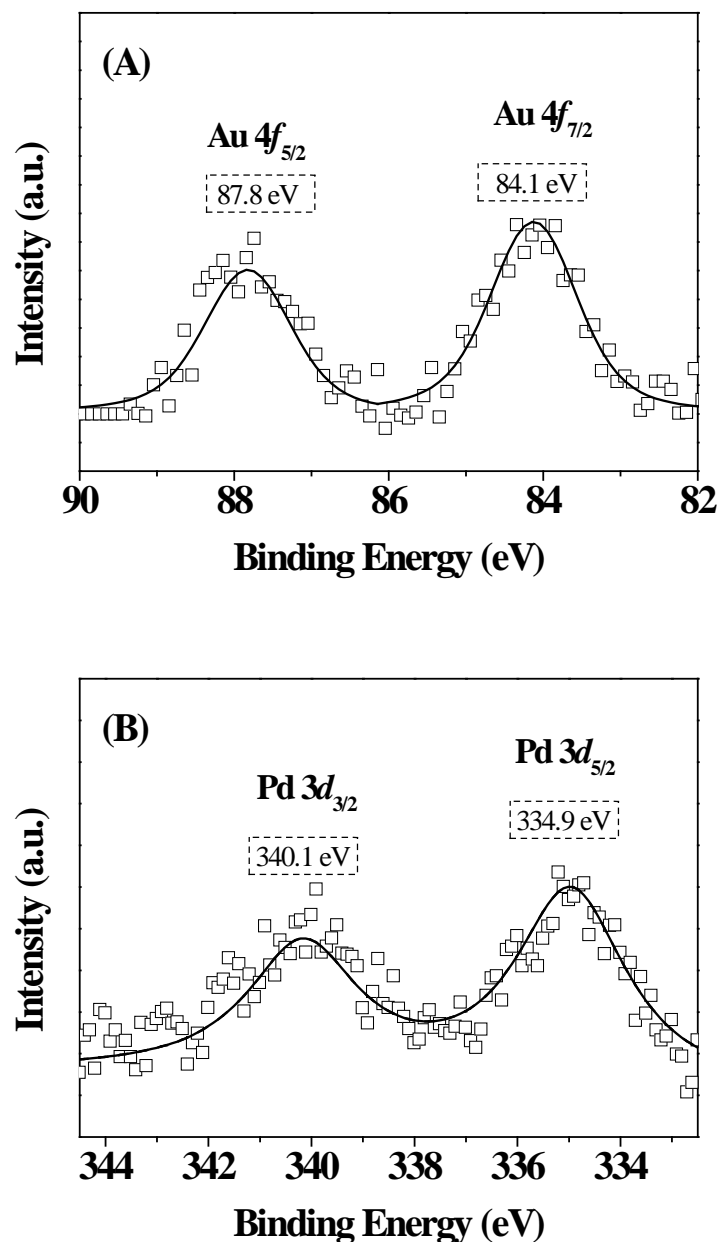 (A)
Au 4f5/2
Au 4f7/2
87.8 eV
84.1 eV
Intensity (a.u.)
90 88 86 84 82
Binding Energy (eV)
(B)
Pd 3d3/2
Pd 3d5/2
340.1 eV
334.9 eV
Intensity (a.u.)
344 342 340 338 336 334
Binding Energy (eV)